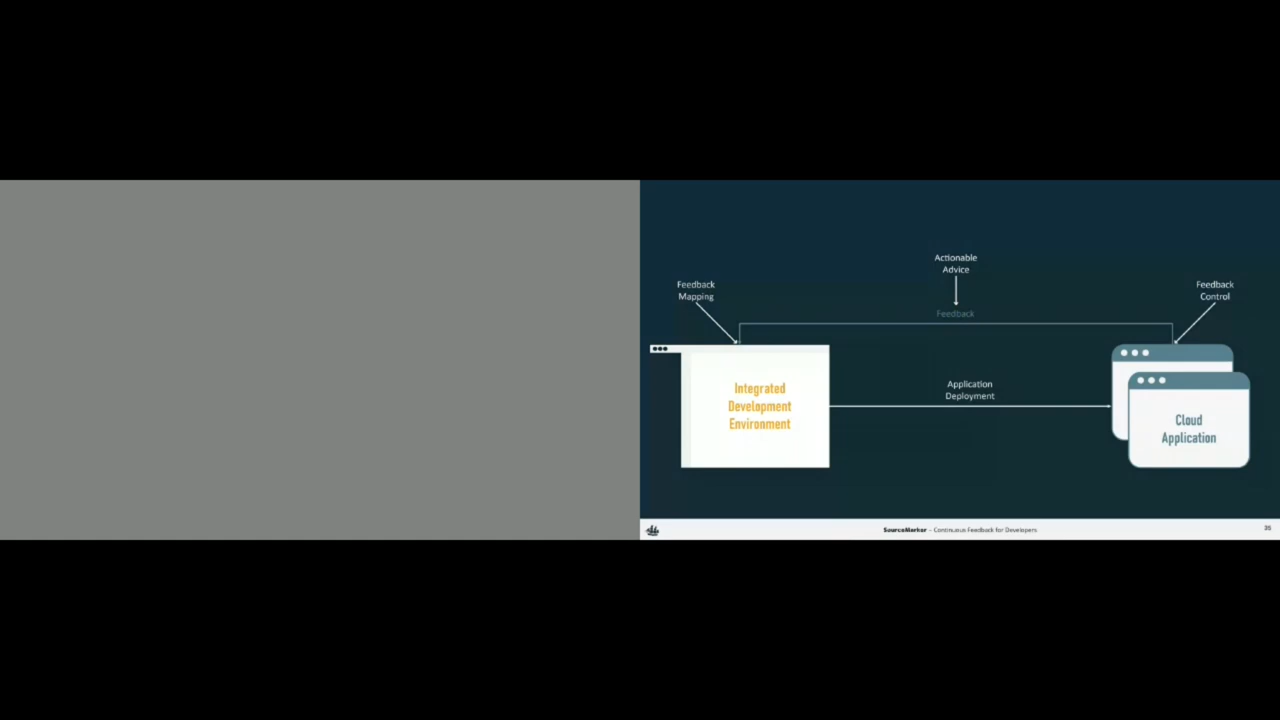 Actionable
Advice
Feedback
Mapping
Feedback
Control
Feedback
Integrated
Development
Environment
Application
Deployment
Cloud
Application
SourceMarker - Continuous Feedback for Developers
35